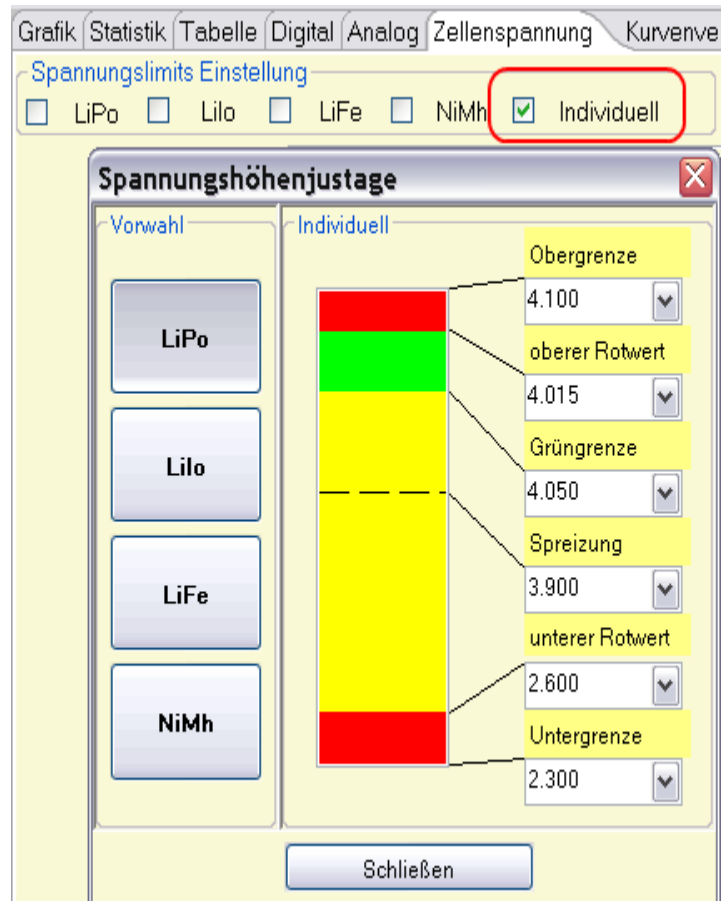 Grafik Statistik Tabelle Digital Analog Zellenspannung Kurvenve
Spannungslimits Einstellung
LiPo LiIo LiFe NiMh Individuell
Spannungshöhenjustage
Vorwahl
LiPo
LiIo
LiFe
NiMh
Individuell
Obergrenze
4.100
oberer Rotwert
4.015
Grüngrenze
4.050
Spreizung
3.900
unterer Rotwert
2.600
Untergrenze
2.300
Schließen